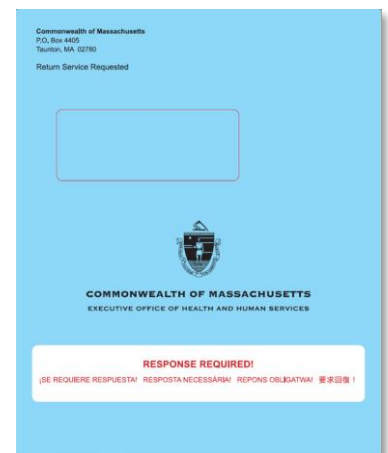 Commonwealth of Massachusetts
P.O. Box 4405
Taunton, MA 02780
Return Service Requested
COMMONWEALTH OF MASSACHUSETTS
EXECUTIVE OFFICE OF HEALTH AND HUMAN SERVICES
RESPONSE REQUIRED!
¡SE REQUIERE RESPUESTA! RESPOSTA NECESSÁRIA! REPONS OBLIGATWA! 要求回復！